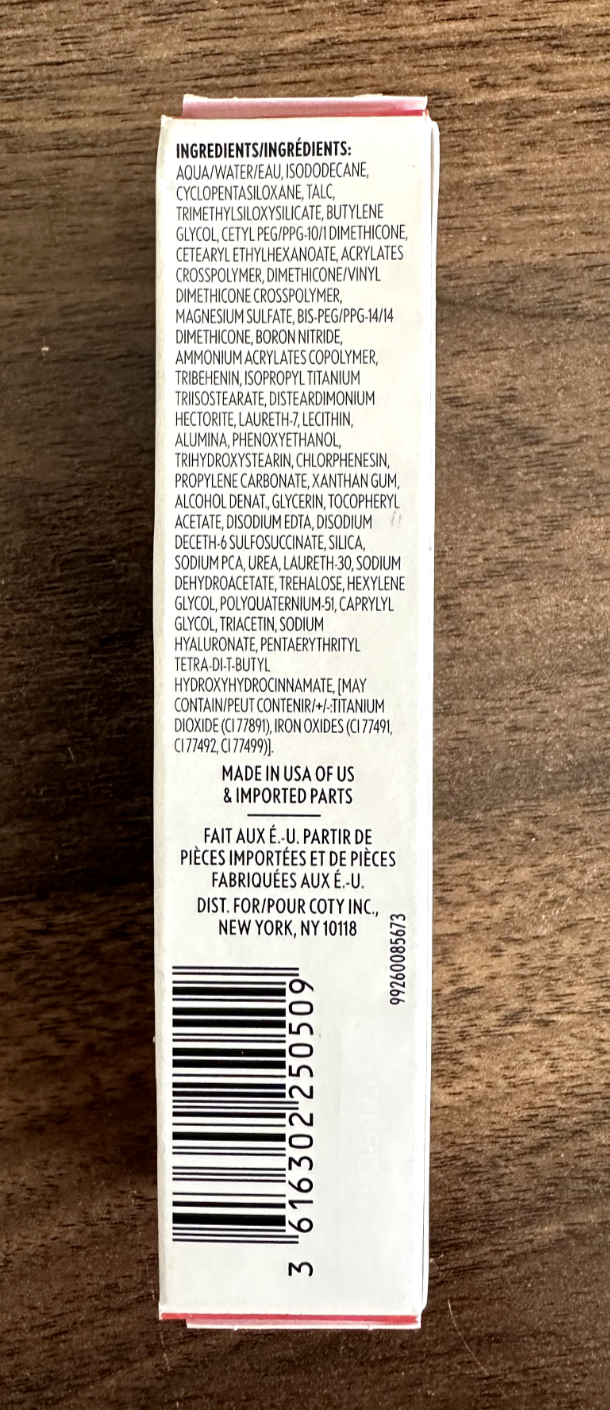 INGREDIENTS/INGRÉDIENTS:
AQUA/WATER/EAU, ISODODECANE,
CYCLOPENTASILOXANE, TALC,
TRIMETHYLSILOXYSILICATE, BUTYLENE
GLYCOL, CETYL PEG/PPG-10/1 DIMETHICONE,
CETEARYL ETHYLHEXANOATE, ACRYLATES
CROSSPOLYMER, DIMETHICONE/VINYL
DIMETHICONE CROSSPOLYMER,
MAGNESIUM SULFATE, BIS-PEG/PPG-14/14
DIMETHICONE, BORON NITRIDE,
AMMONIUM ACRYLATES COPOLYMER,
TRIBEHENIN, ISOPROPYL TITANIUM
TRIISOSTEARATE, DISTEARDIMONIUM
HECTORITE, LAURETH-7, LECITHIN,
ALUMINA, PHENOXYETHANOL,
TRIHYDROXYSTEARIN, CHLORPHENESIN,
PROPYLENE CARBONATE, XANTHAN GUM,
ALCOHOL DENAT., GLYCERIN, TOCOPHERYL
ACETATE, DISODIUM EDTA, DISODIUM
DECETH-6 SULFOSUCCINATE, SILICA,
SODIUM PCA, UREA, LAURETH-30, SODIUM
DEHYDROACETATE, TREHALOSE, HEXYLENE
GLYCOL, POLYQUATERNIUM-51, CAPRYLYL
GLYCOL, TRIACETIN, SODIUM
HYALURONATE, PENTAERYTHRITYL
TETRA-DI-T-BUTYL
HYDROXYHYDROCINNAMATE, [MAY
CONTAIN/PEUT CONTENIR/+/-:TITANIUM
DIOXIDE (CI 77891), IRON OXIDES (CI 77491,
CI 77492, CI 77499)].
MADE IN USA OF US
& IMPORTED PARTS
FAIT AUX É.-U. PARTIR DE
PIÈCES IMPORTÉES ET DE PIÈCES
FABRIQUÉES AUX É.-U.
DIST. FOR/POUR COTY INC.,
NEW YORK, NY 10118
99260085673
3 616302 250509